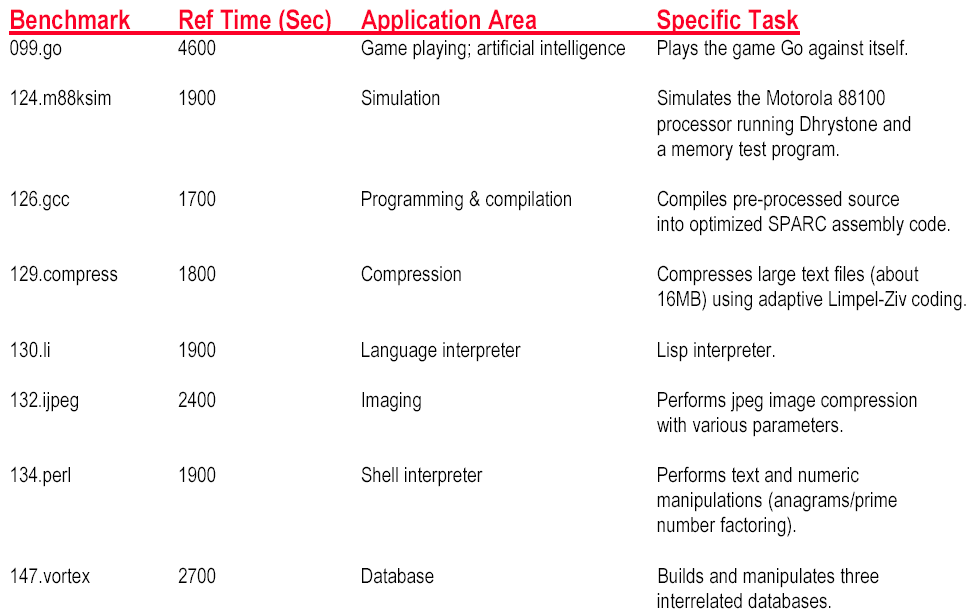 Benchmark Ref Time (Sec) Application Area Specific Task
099.go 4600 Game playing; artificial intelligence Plays the game Go against itself.
124.m88ksim 1900 Simulation Simulates the Motorola 88100
processor running Dhrystone and
a memory test program.
126.gcc 1700 Programming & compilation Compiles pre-processed source
into optimized SPARC assembly code.
129.compress 1800 Compression Compresses large text files (about
16MB) using adaptive Limpel-Ziv coding.
130.li 1900 Language interpreter Lisp interpreter.
132.ijpeg 2400 Imaging Performs jpeg image compression
with various parameters.
134.perl 1900 Shell interpreter Performs text and numeric
manipulations (anagrams/prime
number factoring).
147.vortex 2700 Database Builds and manipulates three
interrelated databases.